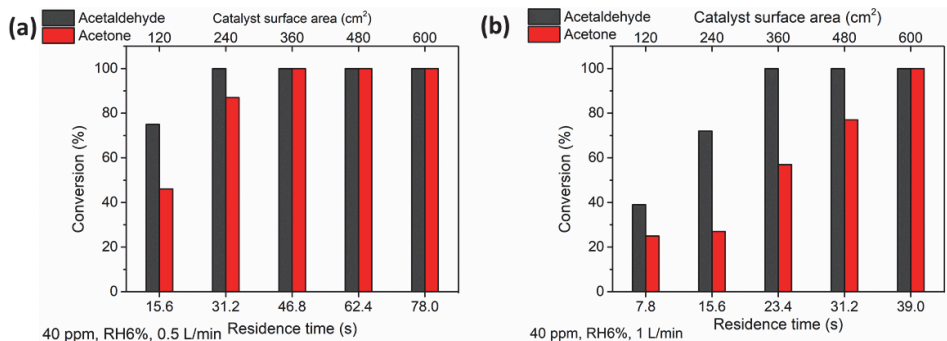 (a)
Acetaldehyde
Acetone
Catalyst surface area (cm²)
120 240 360 480 600
100
80
60
40
20
0
Conversion (%)
15.6 31.2 46.8 62.4 78.0
Residence time (s)
40 ppm, RH6%, 0.5 L/min
(b)
Acetaldehyde
Acetone
Catalyst surface area (cm²)
120 240 360 480 600
100
80
60
40
20
0
Conversion (%)
7.8 15.6 23.4 31.2 39.0
Residence time (s)
40 ppm, RH6%, 1 L/min